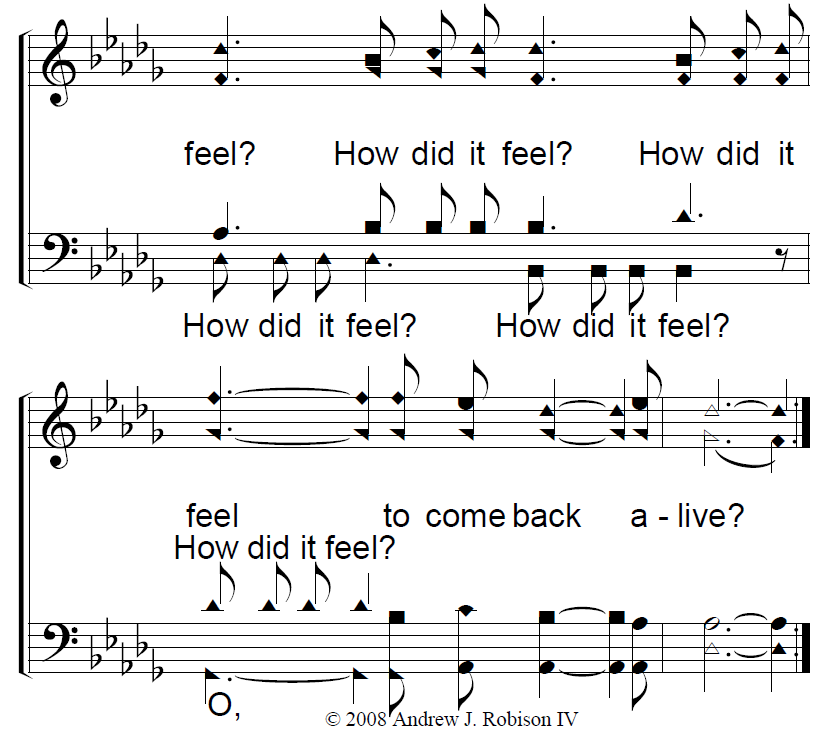 feel? How did it feel? How did it
How did it feel? How did it feel?
feel to come back a - live?
How did it feel?
O,
© 2008 Andrew J. Robison IV